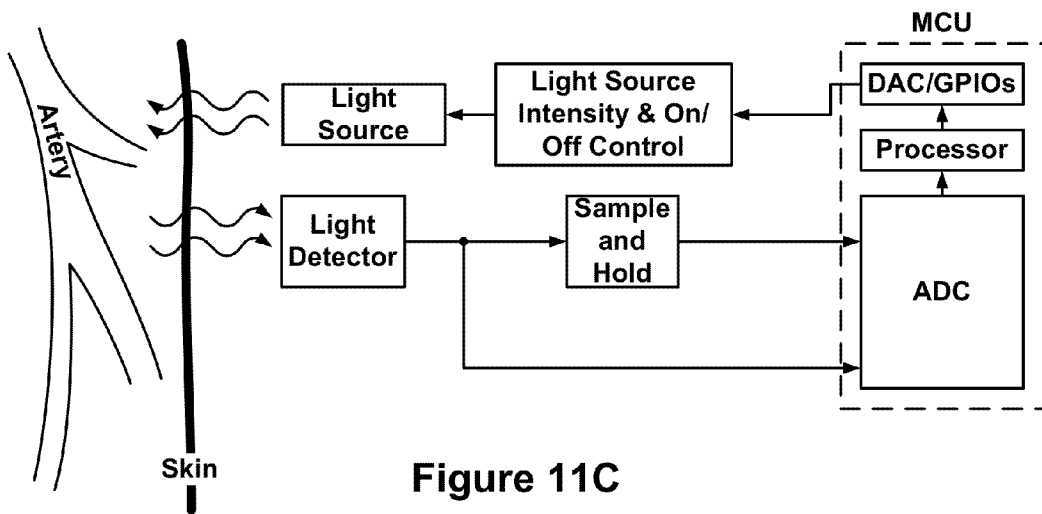 MCU
Artery
Light
Source
Light Source
Intensity & On/
Off Control
DAC/GPIOs
Processor
Light
Detector
Sample
and
Hold
ADC
Skin
Figure 11C